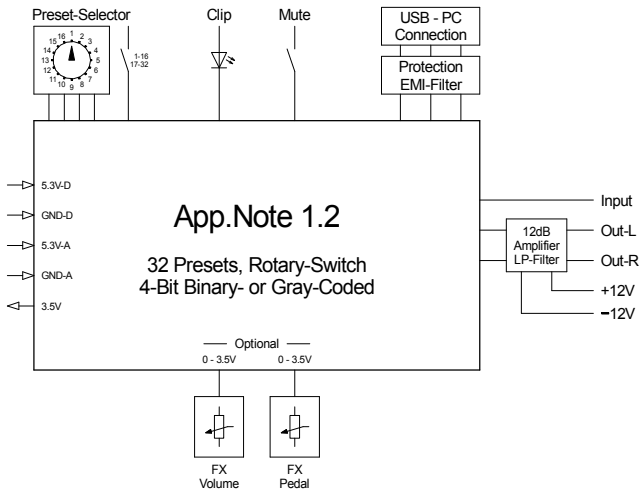 Preset-Selector
Clip
Mute
USB - PC
Connection
Protection
EMI-Filter
1
2
3
4
5
6
7
8
9
10
11
12
13
14
15
16
1-16
17-32
5.3V-D
GND-D
5.3V-A
GND-A
3.5V
App.Note 1.2
32 Presets, Rotary-Switch
4-Bit Binary- or Gray-Coded
Input
Out-L
Out-R
+12V
−12V
12dB
Amplifier
LP-Filter
Optional
0 - 3.5V
0 - 3.5V
FX
Volume
FX
Pedal